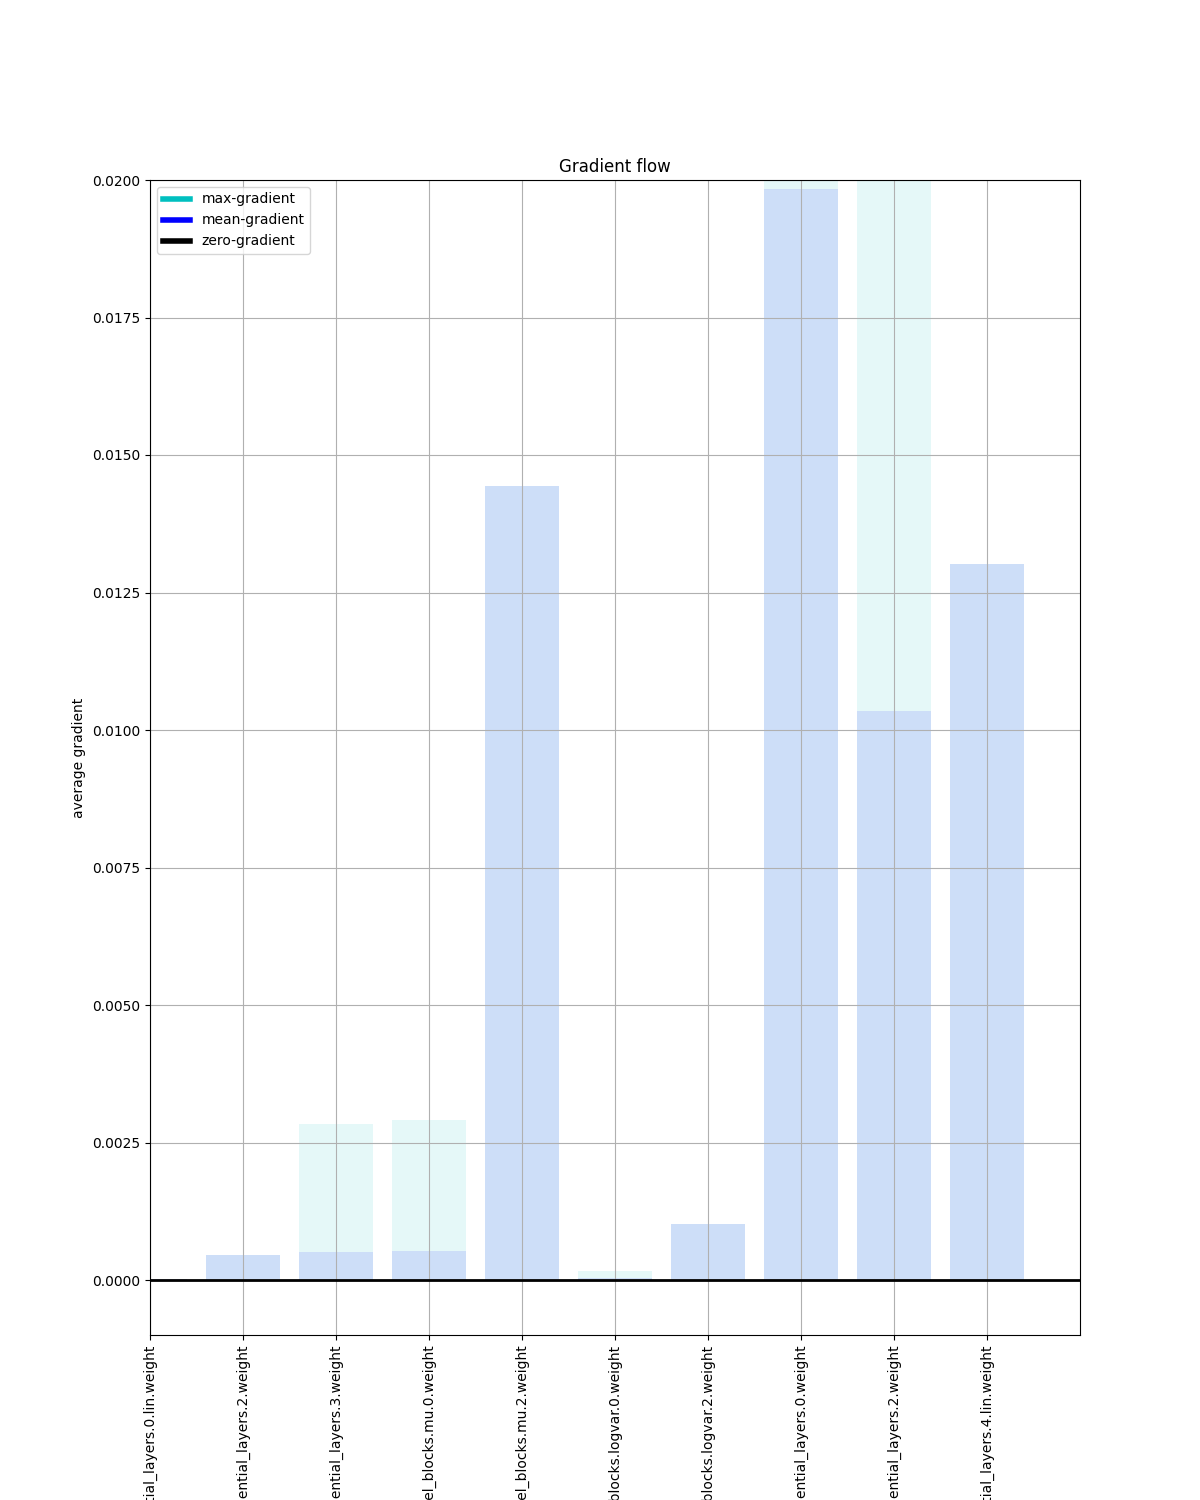 Gradient flow
max-gradient
mean-gradient
zero-gradient
0.0200
0.0175
0.0150
0.0125
0.0100
0.0075
0.0050
0.0025
0.0000
average gradient
tial_layers.0.lin.weight
ential_layers.2.weight
ential_layers.3.weight
el_blocks.mu.0.weight
el_blocks.mu.2.weight
blocks.logvar.0.weight
blocks.logvar.2.weight
ential_layers.0.weight
ential_layers.2.weight
tial_layers.4.lin.weight